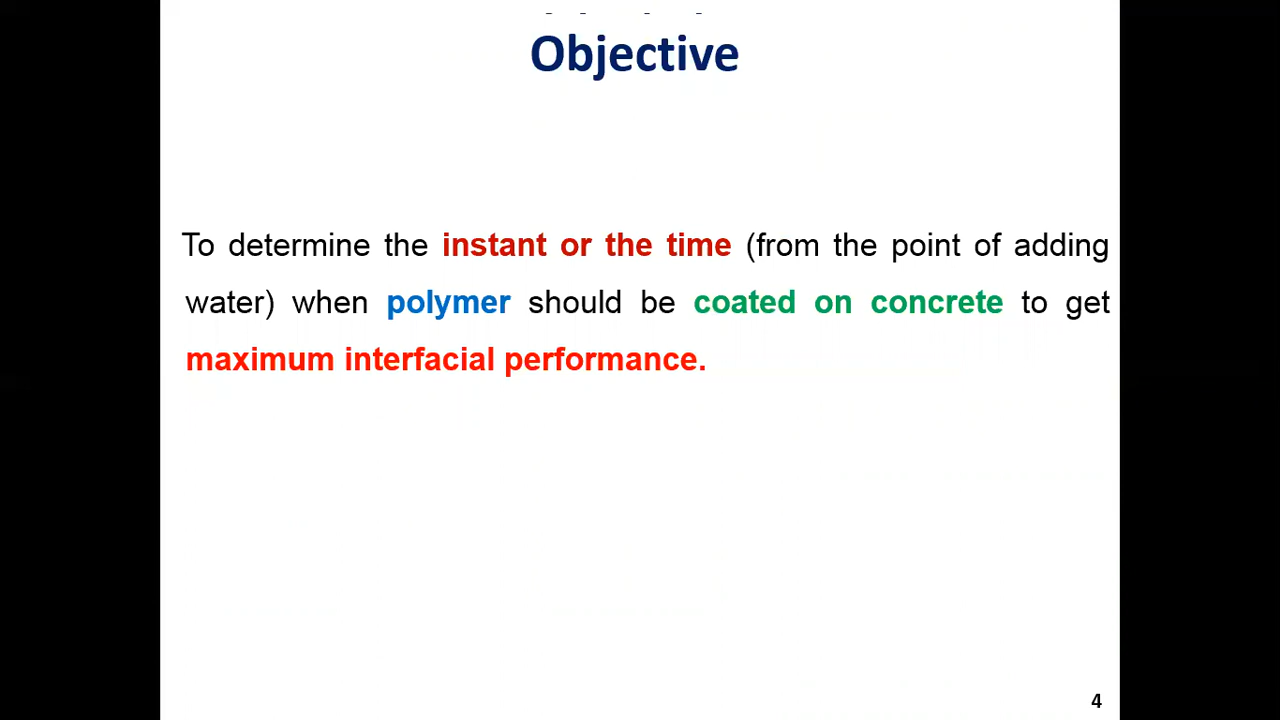 Objective
To determine the instant or the time (from the point of adding
water) when polymer should be coated on concrete to get
maximum interfacial performance.
4